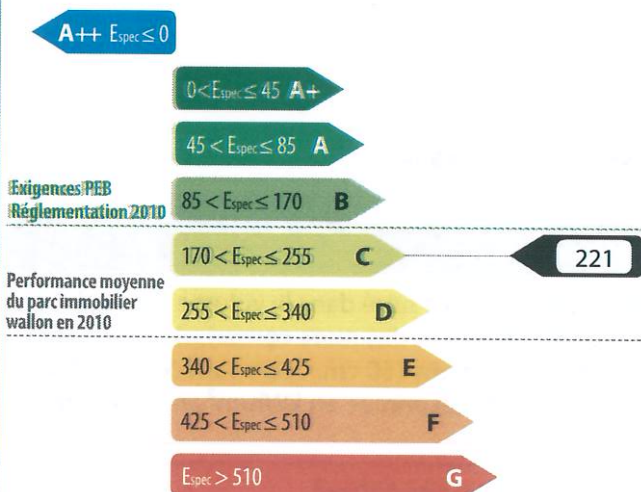 A++ Espec ≤ 0
0 < Espec ≤ 45 A+
45 < Espec ≤ 85 A
Exigences PEB
Réglementation 2010
85 < Espec ≤ 170 B
170 < Espec ≤ 255 C
221
Performance moyenne
du parc immobilier
wallon en 2010
255 < Espec ≤ 340 D
340 < Espec ≤ 425 E
425 < Espec ≤ 510 F
Espec > 510 G